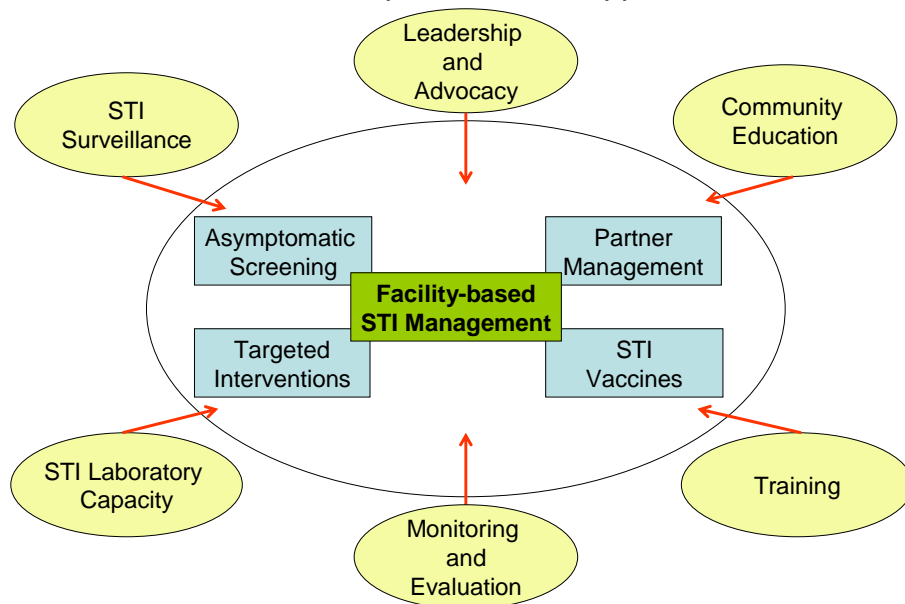 Leadership
and
Advocacy
STI
Surveillance
Community
Education
Asymptomatic
Screening
Partner
Management
Facility-based
STI Management
Targeted
Interventions
STI
Vaccines
STI Laboratory
Capacity
Training
Monitoring
and
Evaluation